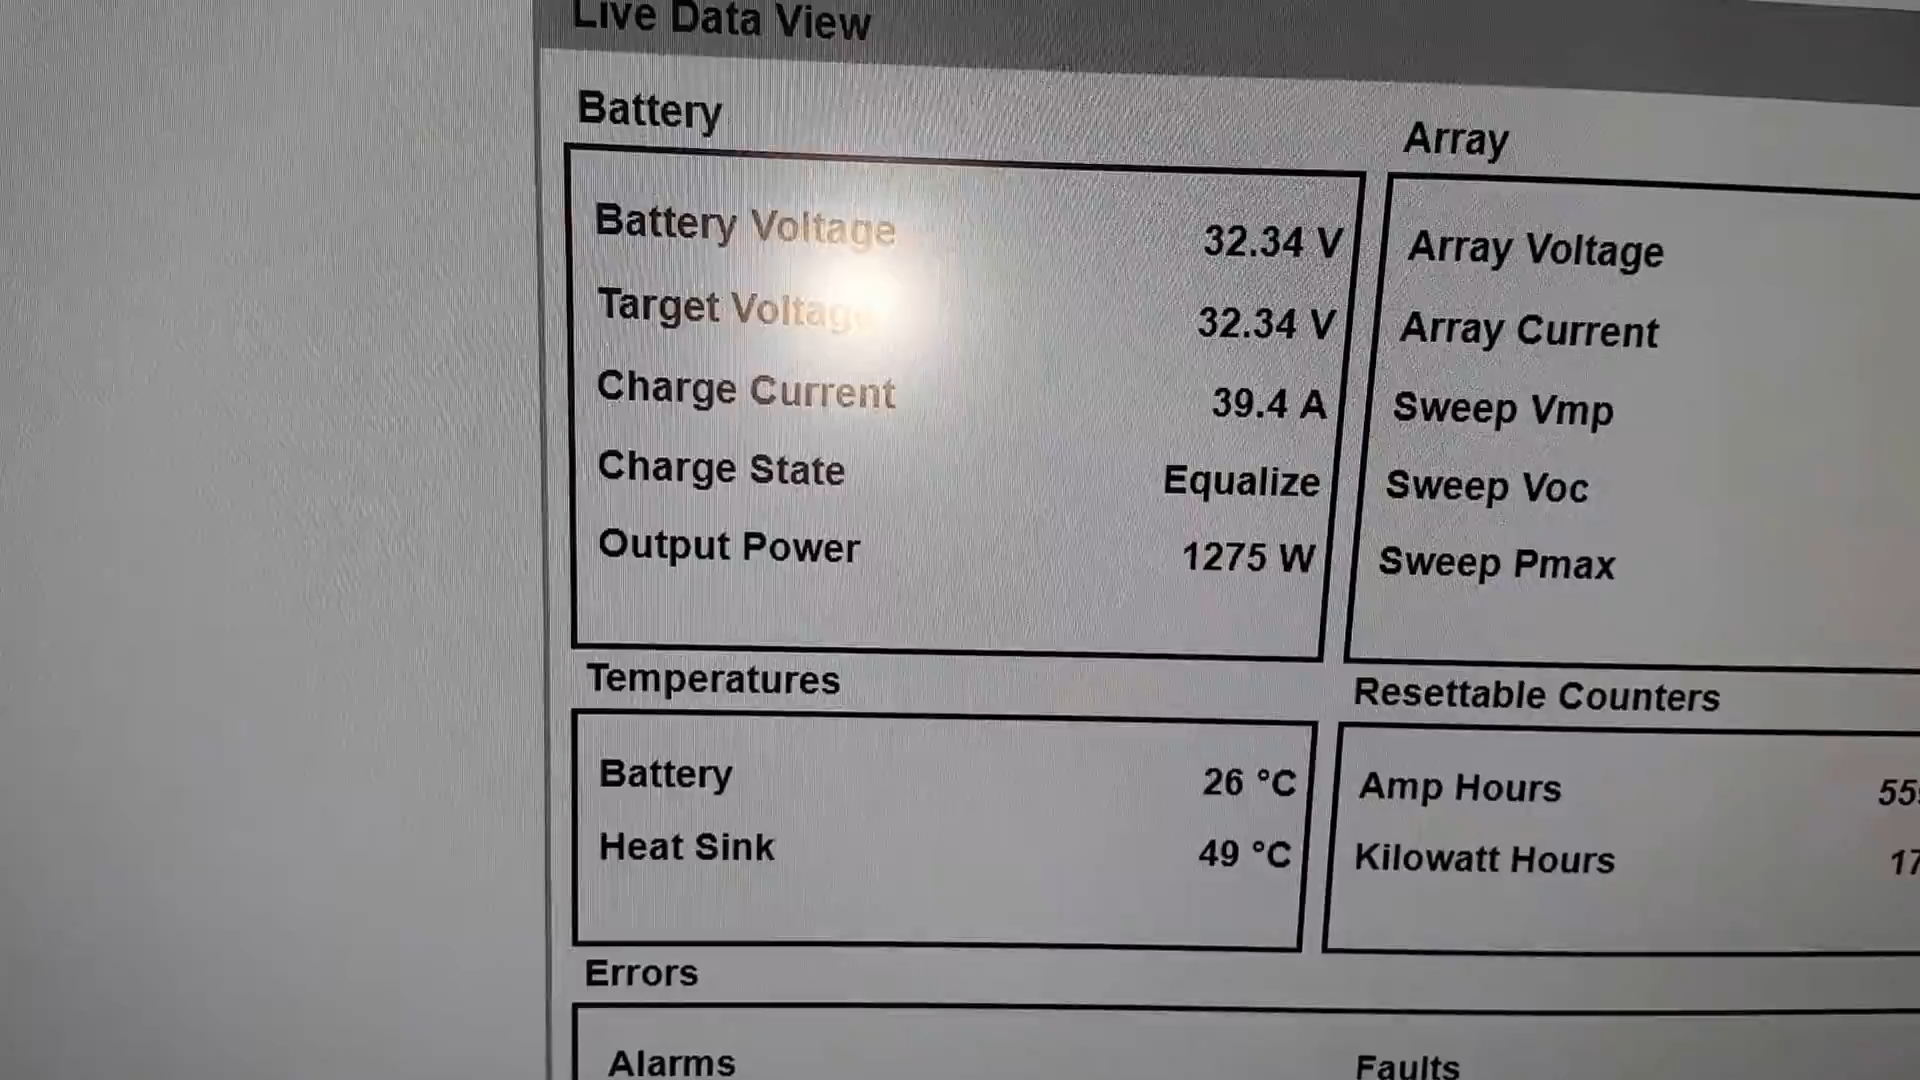 Live Data View
Battery
Battery Voltage 32.34 V
Target Voltage 32.34 V
Charge Current 39.4 A
Charge State Equalize
Output Power 1275 W
Array
Array Voltage
Array Current
Sweep Vmp
Sweep Voc
Sweep Pmax
Temperatures
Battery 26 °C
Heat Sink 49 °C
Resettable Counters
Amp Hours
Kilowatt Hours
Errors
Alarms
Faults